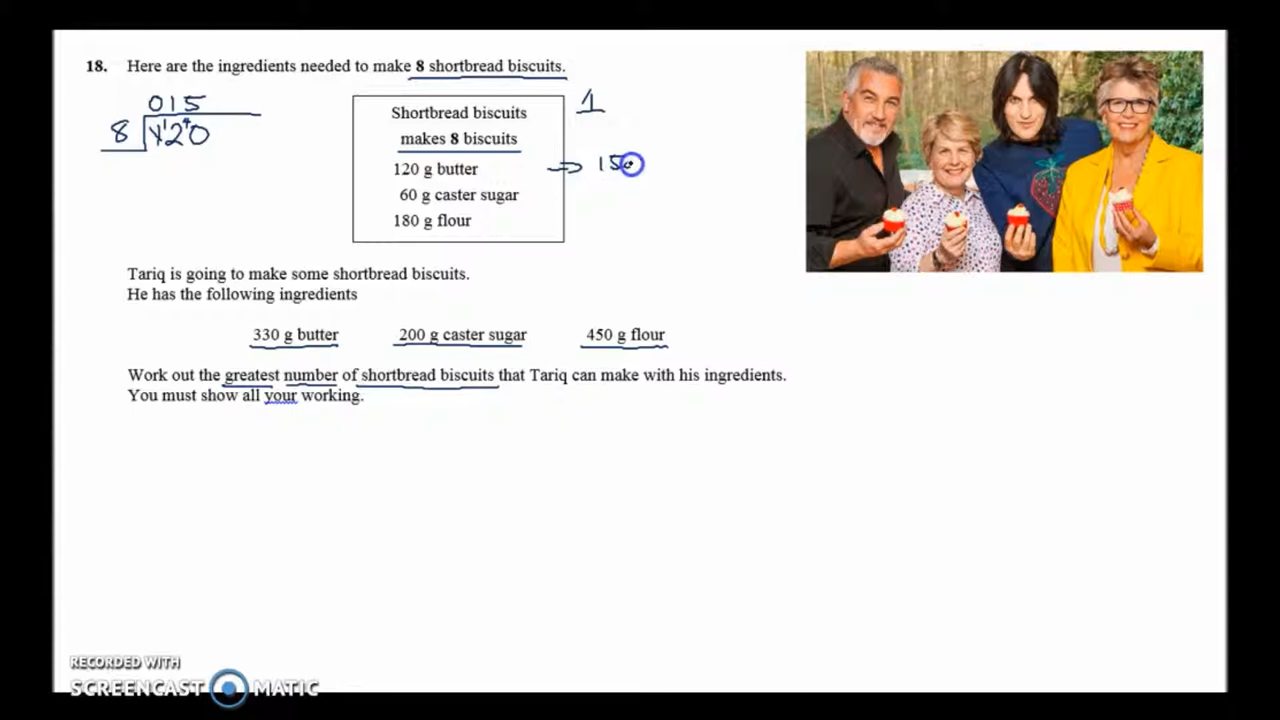 18. Here are the ingredients needed to make 8 shortbread biscuits.
015
8 120
Shortbread biscuits
makes 8 biscuits
120 g butter
60 g caster sugar
180 g flour
1
⇒ 15
Tariq is going to make some shortbread biscuits.
He has the following ingredients
330 g butter 200 g caster sugar 450 g flour
Work out the greatest number of shortbread biscuits that Tariq can make with his ingredients.
You must show all your working.
RECORDED WITH
SCREENCAST MATIC